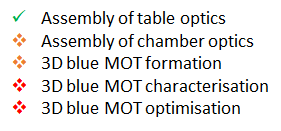 Assembly of table optics
Assembly of chamber optics
3D blue MOT formation
3D blue MOT characterisation
3D blue MOT optimisation